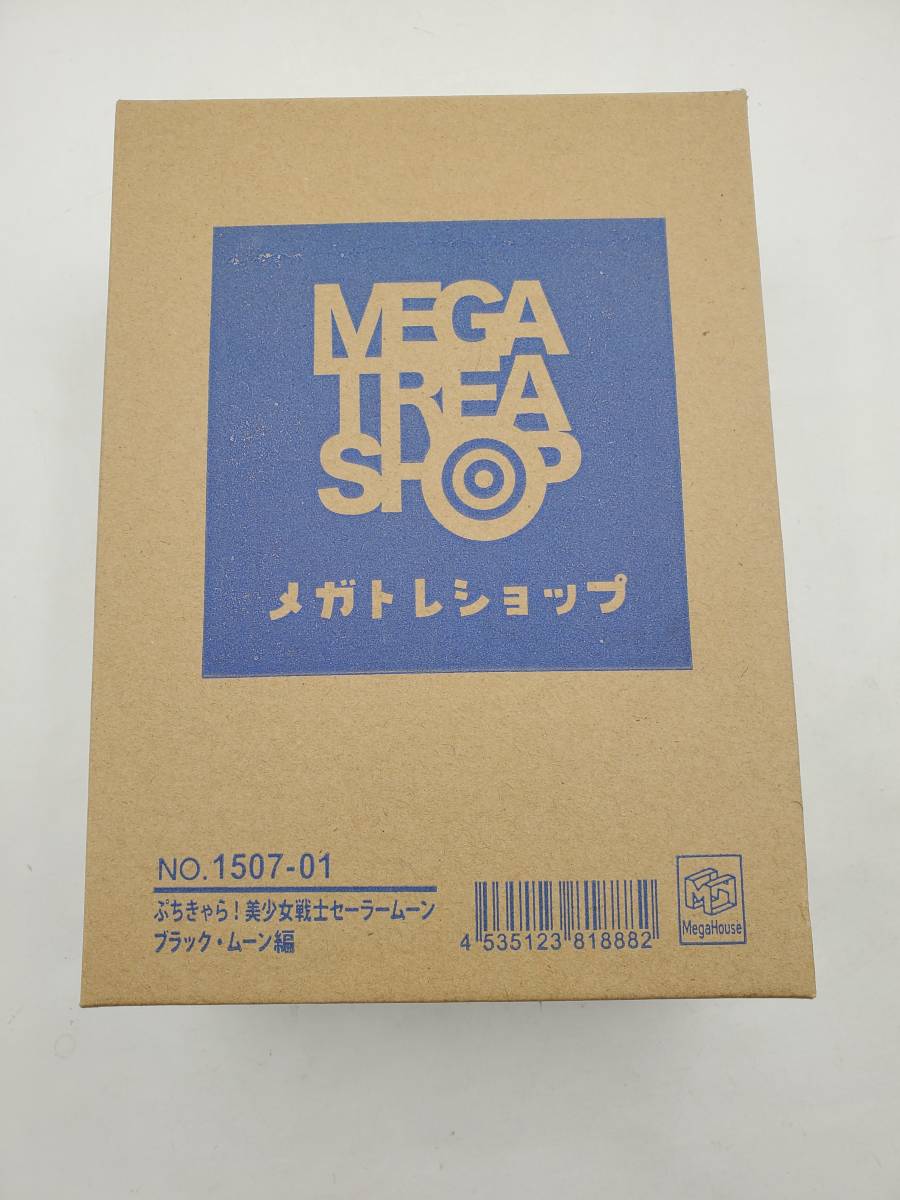 MEGA
TREA
SHOP
メガトレショップ
NO.1507-01
ぷちきゃら!美少女戦士セーラームーン
ブラック・ムーン編
4 535123 818882
MegaHouse